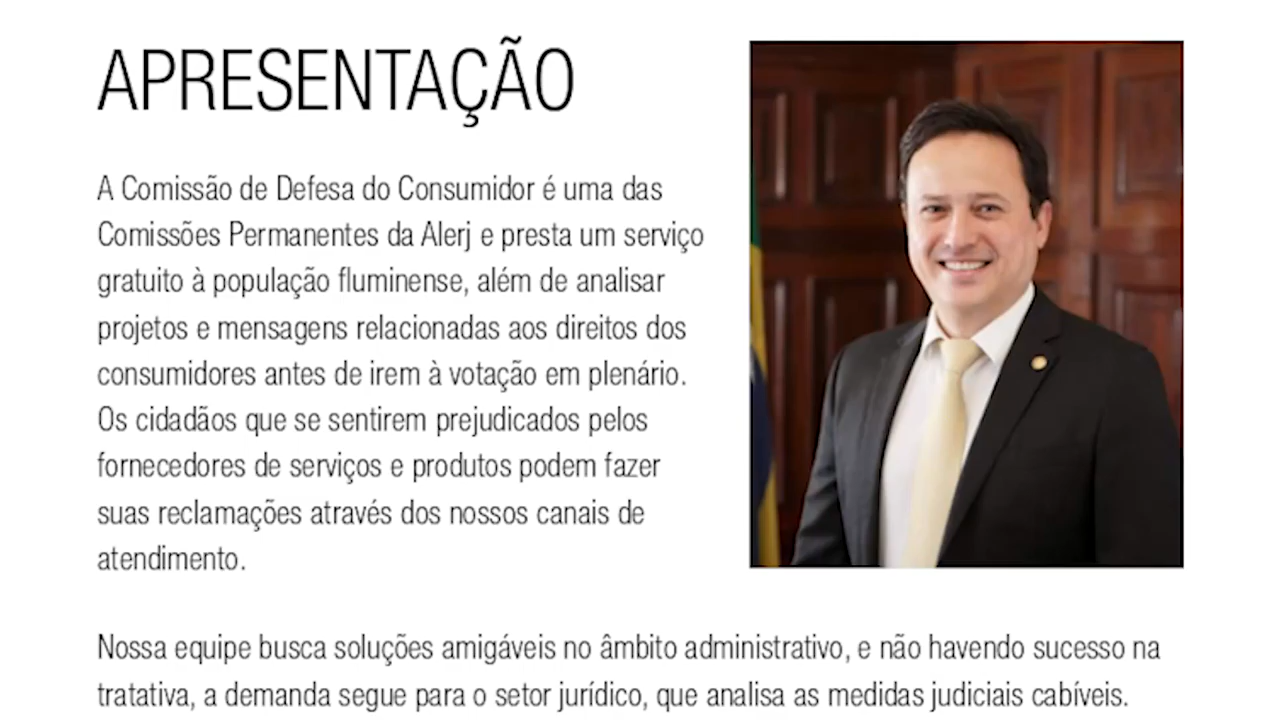 APRESENTAÇÃO
A Comissão de Defesa do Consumidor é uma das
Comissões Permanentes da Alerj e presta um serviço
gratuito à população fluminense, além de analisar
projetos e mensagens relacionadas aos direitos dos
consumidores antes de irem à votação em plenário.
Os cidadãos que se sentirem prejudicados pelos
fornecedores de serviços e produtos podem fazer
suas reclamações através dos nossos canais de
atendimento.
Nossa equipe busca soluções amigáveis no âmbito administrativo, e não havendo sucesso na
tratativa, a demanda segue para o setor jurídico, que analisa as medidas judiciais cabíveis.